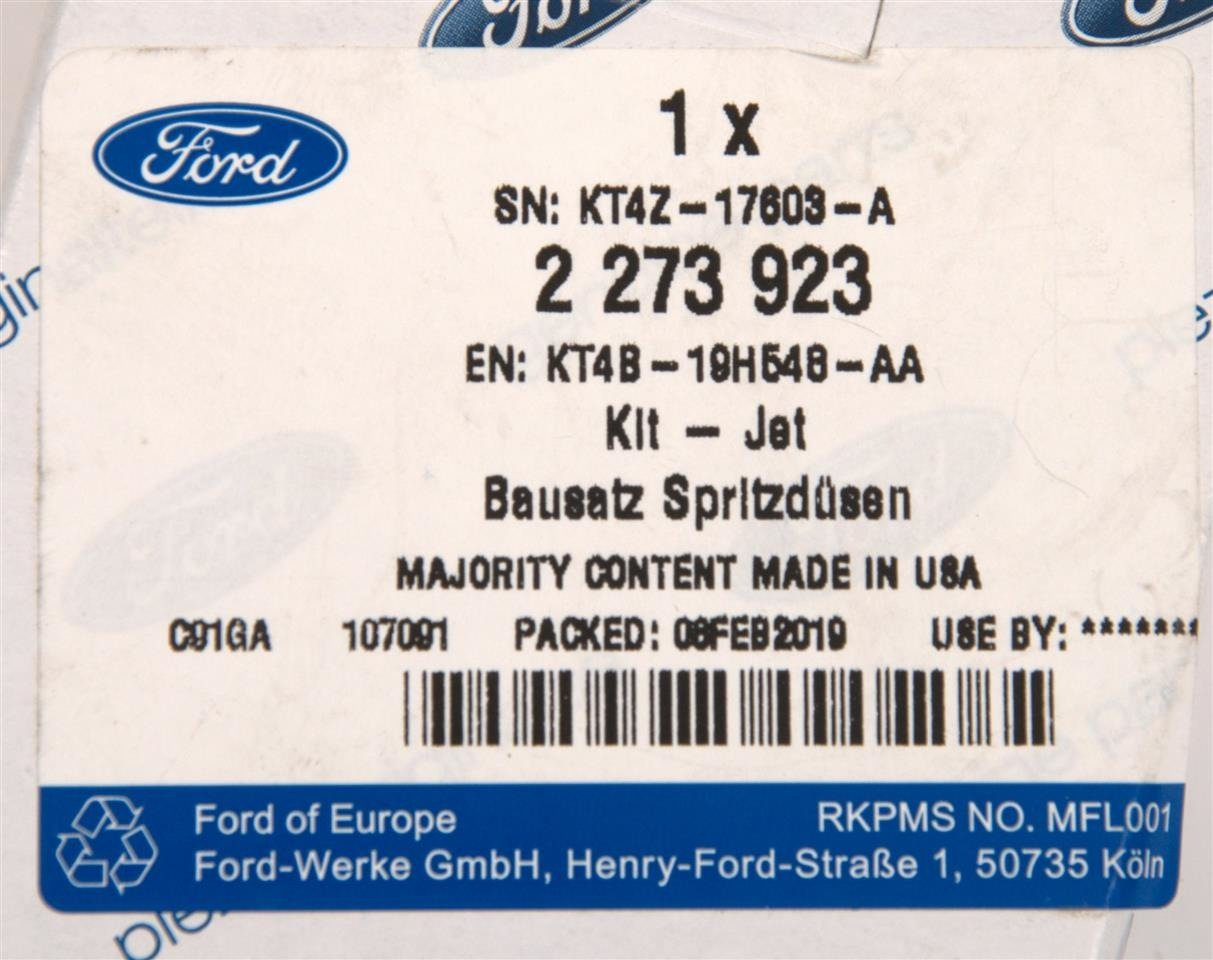 Ford
Ford
1 x
SN: KT4Z-17603-A
2 273 923
EN: KT4B-19H548-AA
Kit - Jet
Bausatz Spritzdüsen
MAJORITY CONTENT MADE IN USA
C91GA 107091 PACKED: 06FEB2019 USE BY: *******
Ford of Europe RKPMS NO. MFL001
Ford-Werke GmbH, Henry-Ford-Straße 1, 50735 Köln